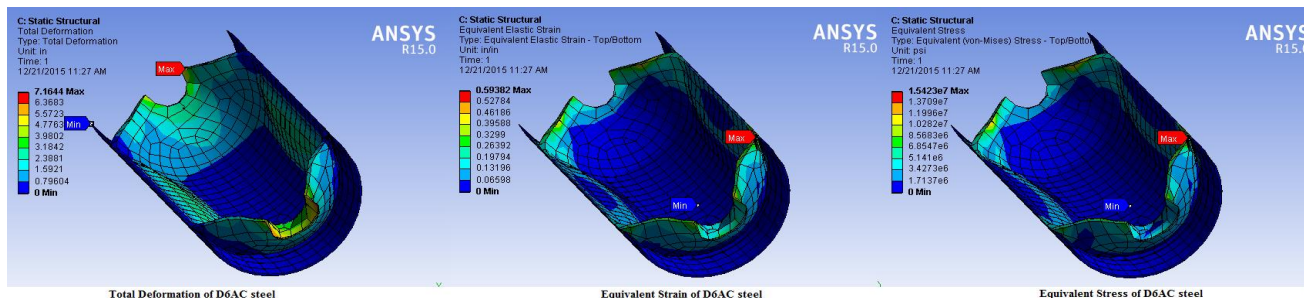 C: Static Structural
Total Deformation
Type: Total Deformation
Unit: in
Time: 1
12/21/2015 11:27 AM
ANSYS
R15.0
7.1644 Max
6.3683
5.5723
4.7763
3.9802
3.1842
2.3881
1.5921
0.79604
0 Min
Max
Min
Total Deformation of D6AC steel
C: Static Structural
Equivalent Elastic Strain
Type: Equivalent Elastic Strain - Top/Bottom
Unit: in/in
Time: 1
12/21/2015 11:27 AM
ANSYS
R15.0
0.59382 Max
0.52784
0.46186
0.39588
0.3299
0.26392
0.19794
0.13196
0.06598
0 Min
Max
Min
Equivalent Strain of D6AC steel
C: Static Structural
Equivalent Stress
Type: Equivalent (von-Mises) Stress - Top/Bottom
Unit: psi
Time: 1
12/21/2015 11:27 AM
ANSYS
R15.0
1.5423e7 Max
1.3709e7
1.1996e7
1.0282e7
8.5683e6
6.8547e6
5.141e6
3.4273e6
1.7137e6
0 Min
Max
Min
Equivalent Stress of D6AC steel